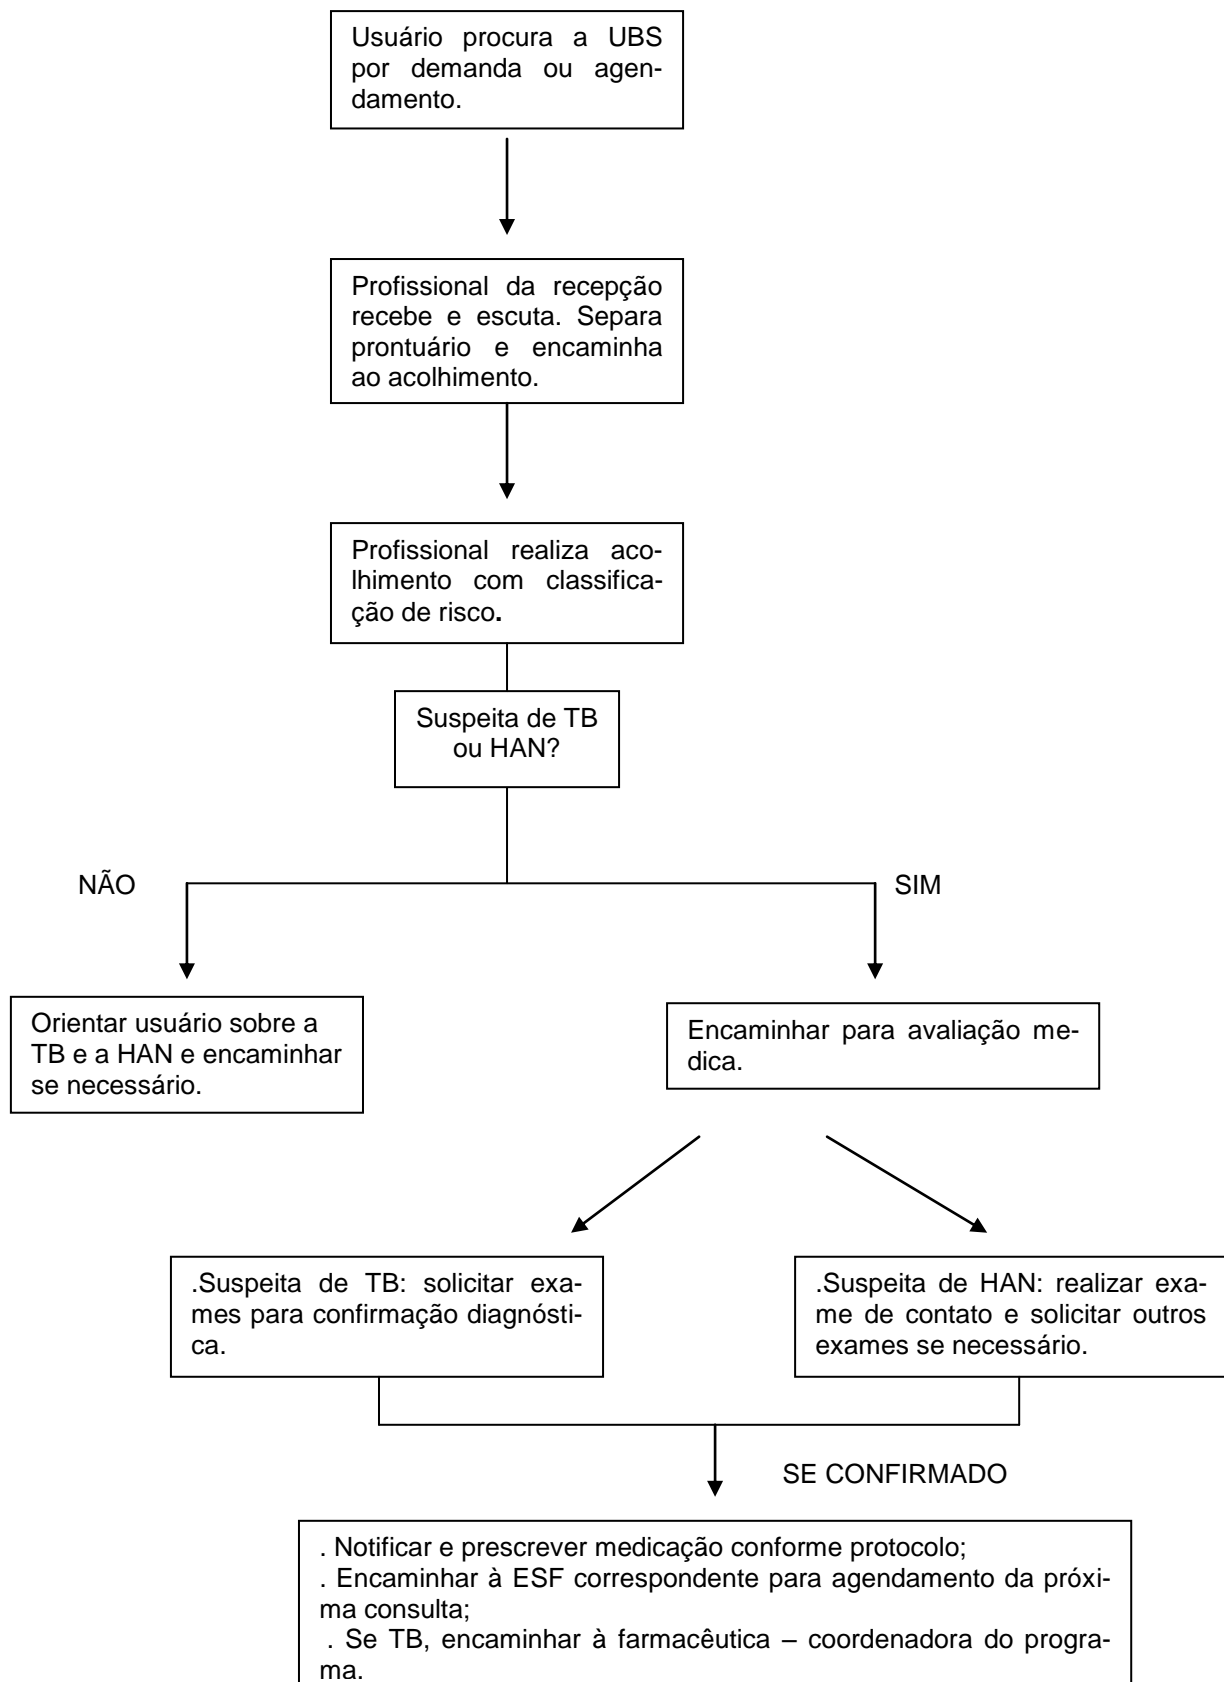 Usuário procura a UBS
por demanda ou agen-
damento.
Profissional da recepção
recebe e escuta. Separa
prontuário e encaminha
ao acolhimento.
Profissional realiza aco-
lhimento com classifica-
ção de risco.
Suspeita de TB
ou HAN?
NÃO
SIM
Orientar usuário sobre a
TB e a HAN e encaminhar
se necessário.
Encaminhar para avaliação me-
dica.
.Suspeita de TB: solicitar exa-
mes para confirmação diagnósti-
ca.
.Suspeita de HAN: realizar exa-
me de contato e solicitar outros
exames se necessário.
SE CONFIRMADO
. Notificar e prescrever medicação conforme protocolo;
. Encaminhar à ESF correspondente para agendamento da próxi-
ma consulta;
. Se TB, encaminhar à farmacêutica – coordenadora do progra-
ma.